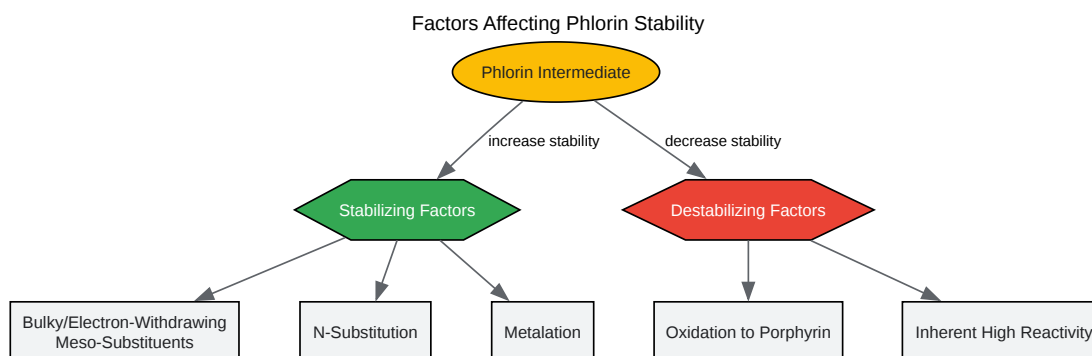 Factors Affecting Phlorin Stability
Phlorin Intermediate
increase stability
decrease stability
Stabilizing Factors
Destabilizing Factors
Bulky/Electron-Withdrawing
Meso-Substituents
N-Substitution
Metalation
Oxidation to Porphyrin
Inherent High Reactivity